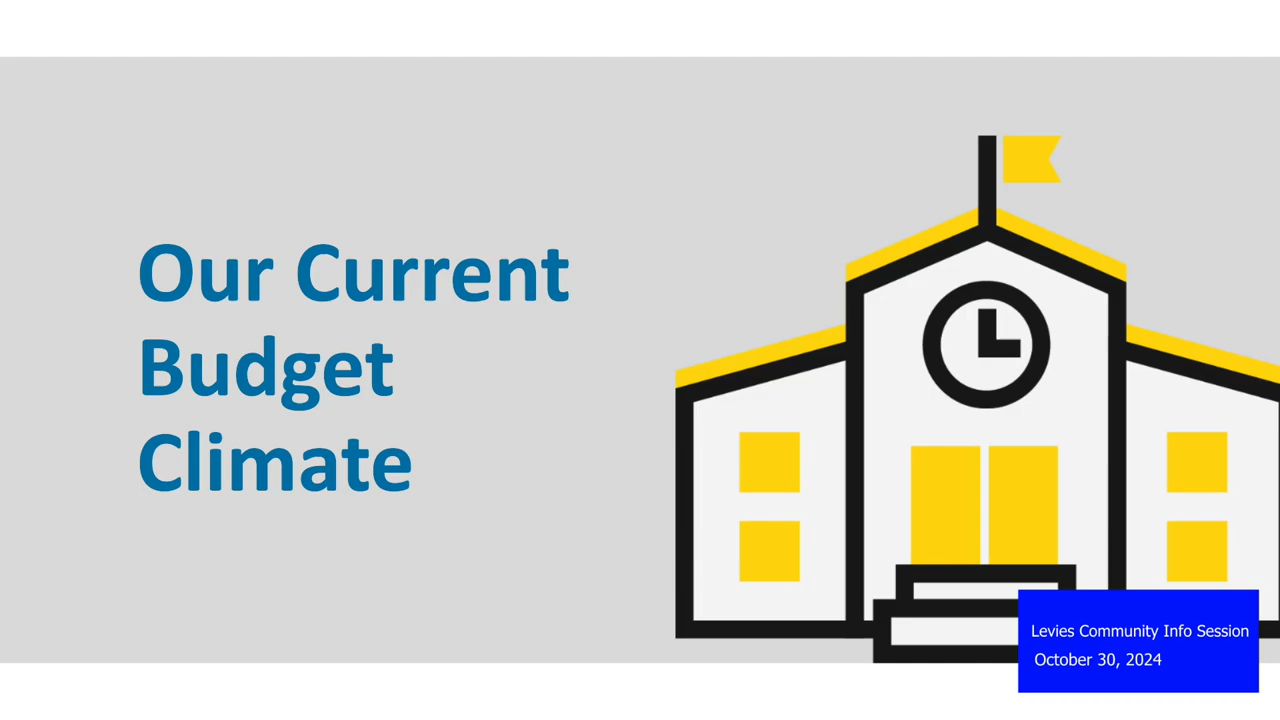 Our Current
Budget
Climate
Levies Community Info Session
October 30, 2024